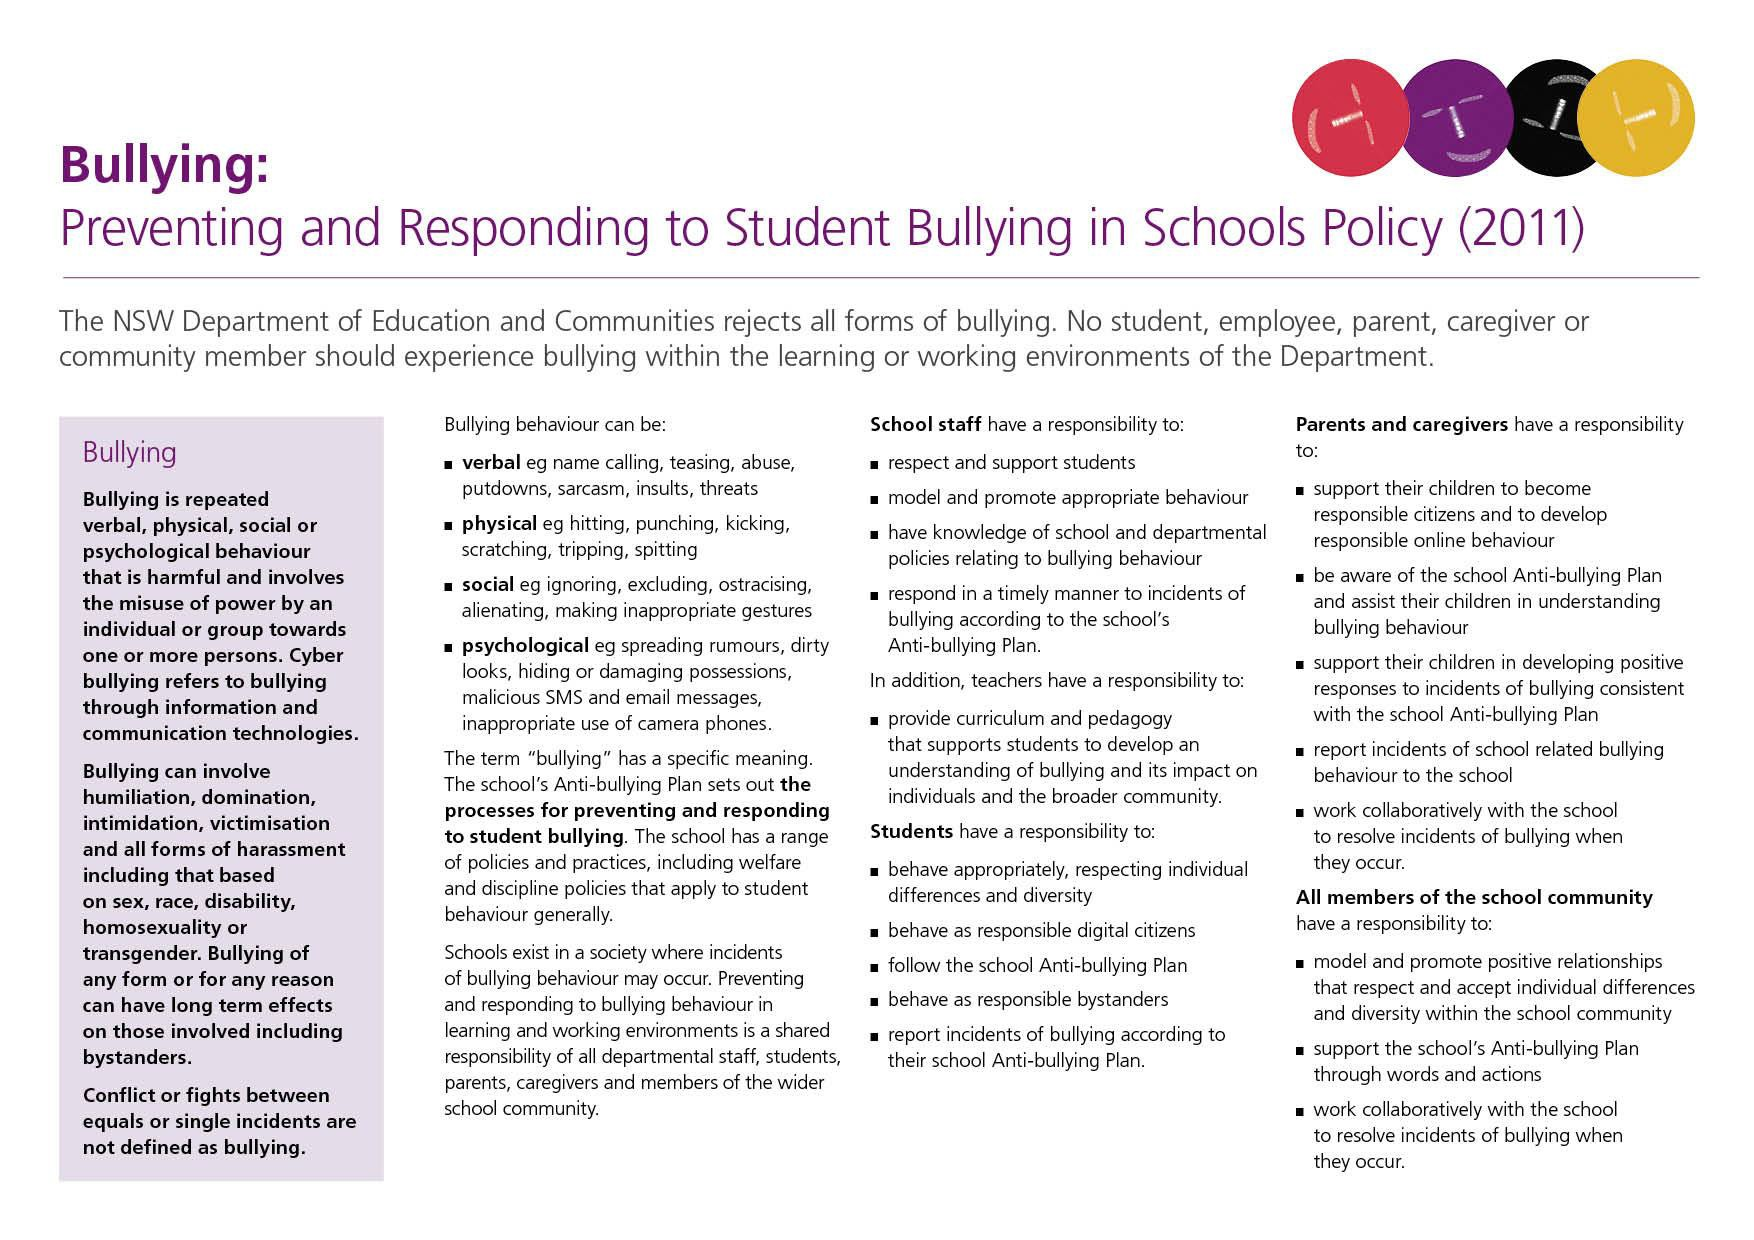 Bullying:
Preventing and Responding to Student Bullying in Schools Policy (2011)
The NSW Department of Education and Communities rejects all forms of bullying. No student, employee, parent, caregiver or
community member should experience bullying within the learning or working environments of the Department.
Bullying
Bullying is repeated
verbal, physical, social or
psychological behaviour
that is harmful and involves
the misuse of power by an
individual or group towards
one or more persons. Cyber
bullying refers to bullying
through information and
communication technologies.
Bullying can involve
humiliation, domination,
intimidation, victimisation
and all forms of harassment
including that based
on sex, race, disability,
homosexuality or
transgender. Bullying of
any form or for any reason
can have long term effects
on those involved including
bystanders.
Conflict or fights between
equals or single incidents are
not defined as bullying.
Bullying behaviour can be:
▪ verbal eg name calling, teasing, abuse,
putdowns, sarcasm, insults, threats
▪ physical eg hitting, punching, kicking,
scratching, tripping, spitting
▪ social eg ignoring, excluding, ostracising,
alienating, making inappropriate gestures
▪ psychological eg spreading rumours, dirty
looks, hiding or damaging possessions,
malicious SMS and email messages,
inappropriate use of camera phones.
The term “bullying” has a specific meaning.
The school’s Anti-bullying Plan sets out the
processes for preventing and responding
to student bullying. The school has a range
of policies and practices, including welfare
and discipline policies that apply to student
behaviour generally.
Schools exist in a society where incidents
of bullying behaviour may occur. Preventing
and responding to bullying behaviour in
learning and working environments is a shared
responsibility of all departmental staff, students,
parents, caregivers and members of the wider
school community.
School staff have a responsibility to:
▪ respect and support students
▪ model and promote appropriate behaviour
▪ have knowledge of school and departmental
policies relating to bullying behaviour
▪ respond in a timely manner to incidents of
bullying according to the school’s
Anti-bullying Plan.
In addition, teachers have a responsibility to:
▪ provide curriculum and pedagogy
that supports students to develop an
understanding of bullying and its impact on
individuals and the broader community.
Students have a responsibility to:
▪ behave appropriately, respecting individual
differences and diversity
▪ behave as responsible digital citizens
▪ follow the school Anti-bullying Plan
▪ behave as responsible bystanders
▪ report incidents of bullying according to
their school Anti-bullying Plan.
Parents and caregivers have a responsibility
to:
▪ support their children to become
responsible citizens and to develop
responsible online behaviour
▪ be aware of the school Anti-bullying Plan
and assist their children in understanding
bullying behaviour
▪ support their children in developing positive
responses to incidents of bullying consistent
with the school Anti-bullying Plan
▪ report incidents of school related bullying
behaviour to the school
▪ work collaboratively with the school
to resolve incidents of bullying when
they occur.
All members of the school community
have a responsibility to:
▪ model and promote positive relationships
that respect and accept individual differences
and diversity within the school community
▪ support the school’s Anti-bullying Plan
through words and actions
▪ work collaboratively with the school
to resolve incidents of bullying when
they occur.